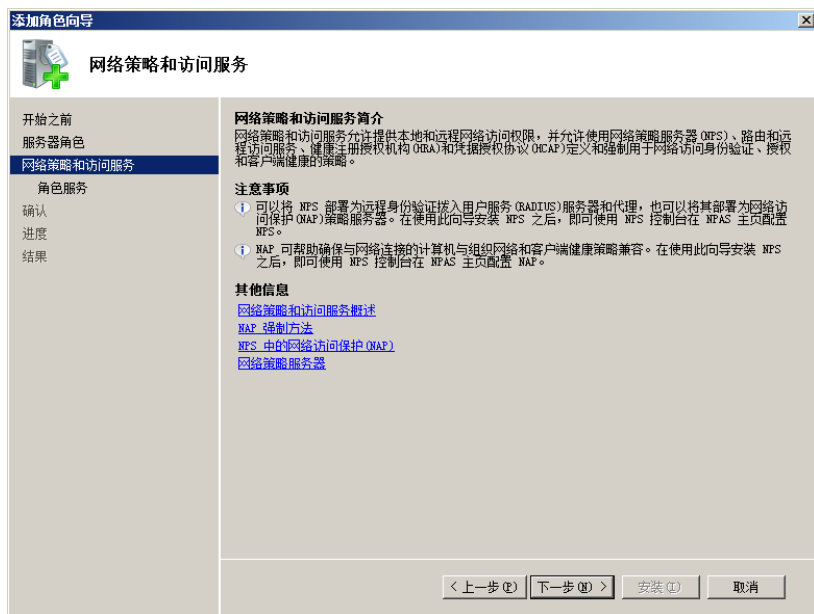 添加角色向导
网络策略和访问服务
开始之前
服务器角色
网络策略和访问服务
角色服务
确认
进度
结果
网络策略和访问服务简介
网络策略和访问服务允许提供本地和远程网络访问权限，并允许使用网络策略服务器(NPS)、路由和远
程访问服务、健康注册授权机构(HRA)和凭据授权协议(HCAP)定义和强制用于网络访问身份验证、授权
和客户端健康的策略。
注意事项
可以将 NPS 部署为远程身份验证拨入用户服务(RADIUS)服务器和代理，也可以将其部署为网络访
问保护(NAP)策略服务器。在使用此向导安装 NPS 之后，即可使用 NPS 控制台在 NPAS 主页配置
NPS。
NAP 可帮助确保与网络连接的计算机与组织网络和客户端健康策略兼容。在使用此向导安装 NPS
之后，即可使用 NPS 控制台在 NPAS 主页配置 NAP。
其他信息
网络策略和访问服务概述
NAP 强制方法
NPS 中的网络访问保护(NAP)
网络策略服务器
< 上一步(P) 下一步(N) > 安装(I) 取消